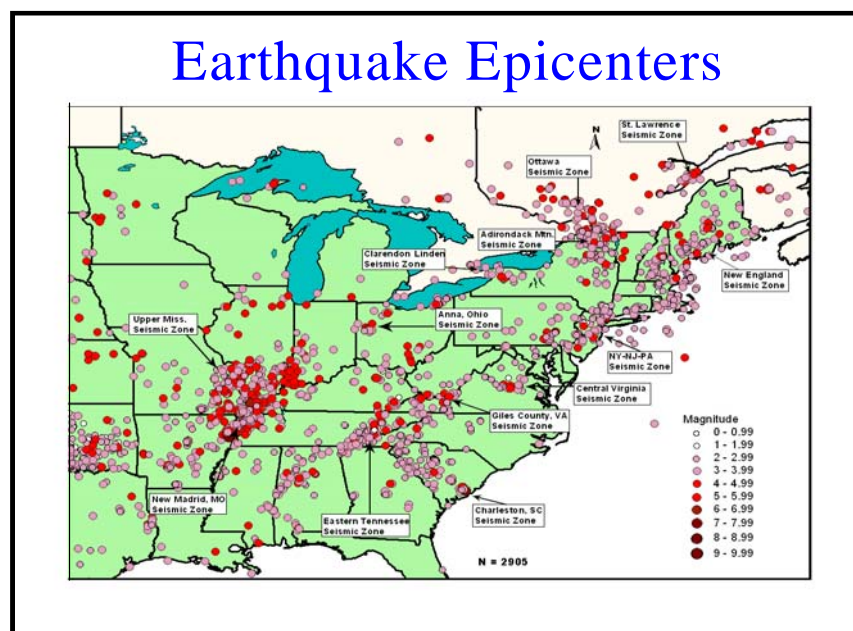 Earthquake Epicenters
St. Lawrence
Seismic Zone
N
Ottawa
Seismic Zone
Adirondack Mtn.
Seismic Zone
Clarendon Linden
Seismic Zone
New England
Seismic Zone
Upper Miss.
Seismic Zone
Anna, Ohio
Seismic Zone
NY-NJ-PA
Seismic Zone
Central Virginia
Seismic Zone
Giles County, VA
Seismic Zone
New Madrid, MO
Seismic Zone
Eastern Tennessee
Seismic Zone
Charleston, SC
Seismic Zone
Magnitude
0 - 0.99
1 - 1.99
2 - 2.99
3 - 3.99
4 - 4.99
5 - 5.99
6 - 6.99
7 - 7.99
8 - 8.99
9 - 9.99
N = 2905